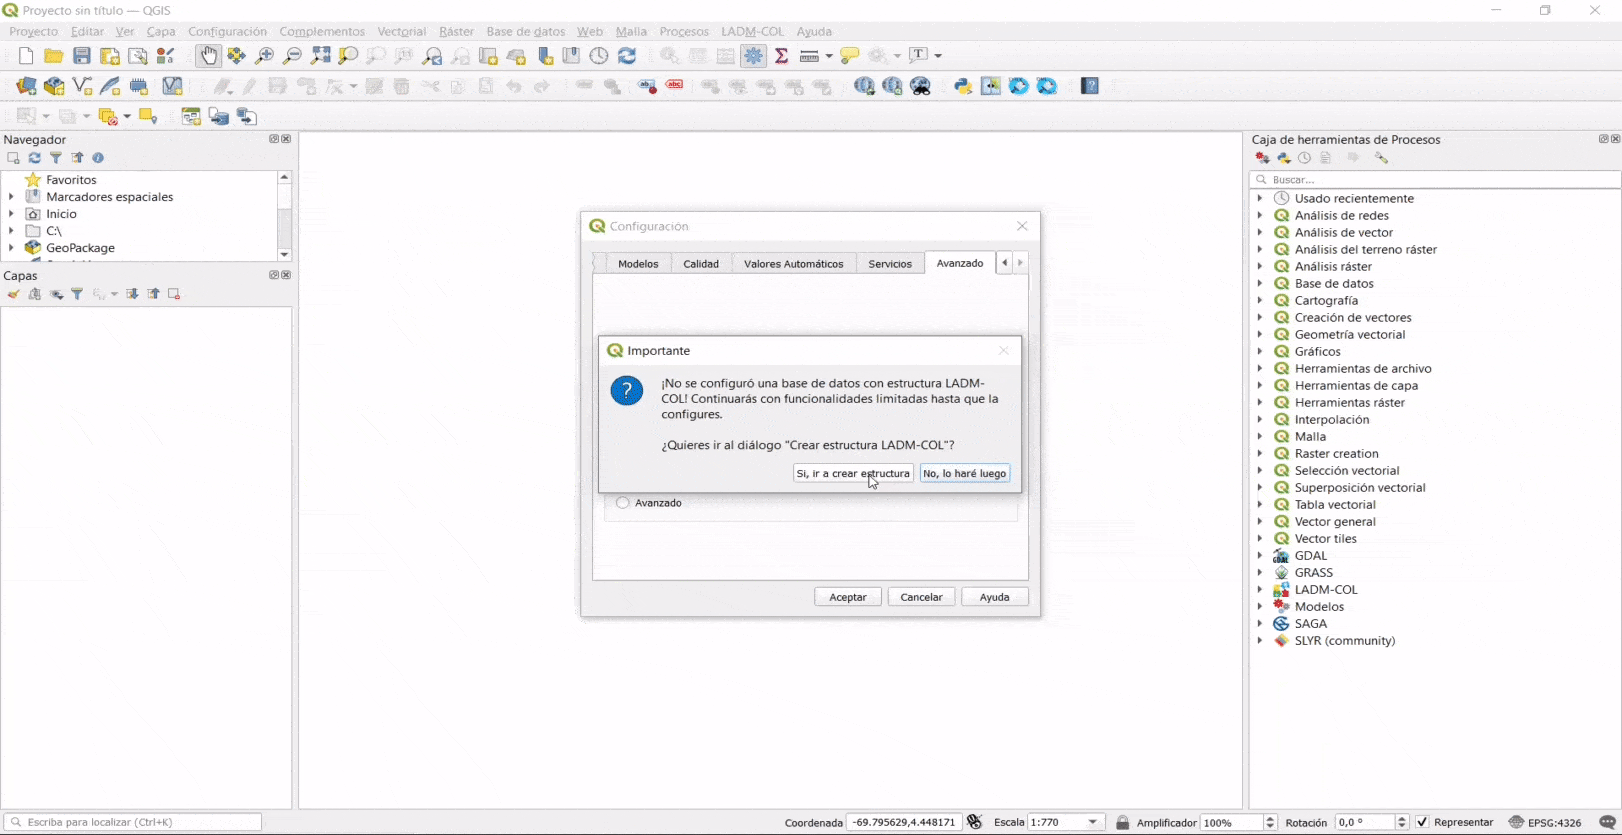 Proyecto sin título — QGIS
Proyecto Editar Ver Capa Configuración Complementos Vectorial Ráster Base de datos Web Malla Procesos LADM-COL Ayuda
Navegador
Favoritos
Marcadores espaciales
Inicio
C:\
GeoPackage
Capas
Configuración
Modelos Calidad Valores Automáticos Servicios Avanzado
Importante
¡No se configuró una base de datos con estructura LADM-
COL! Continuarás con funcionalidades limitadas hasta que la
configures.
¿Quieres ir al diálogo "Crear estructura LADM-COL"?
Si, ir a crear estructura No, lo haré luego
Avanzado
Aceptar Cancelar Ayuda
Caja de herramientas de Procesos
Buscar...
Usado recientemente
Análisis de redes
Análisis de vector
Análisis del terreno ráster
Análisis ráster
Base de datos
Cartografía
Creación de vectores
Geometría vectorial
Gráficos
Herramientas de archivo
Herramientas de capa
Herramientas ráster
Interpolación
Malla
Raster creation
Selección vectorial
Superposición vectorial
Tabla vectorial
Vector general
Vector tiles
GDAL
GRASS
LADM-COL
Modelos
SAGA
SLYR (community)
Escriba para localizar (Ctrl+K) Coordenada -69.795629,4.448171 Escala 1:770 Amplificador 100% Rotación 0,0 ° Representar EPSG:4326